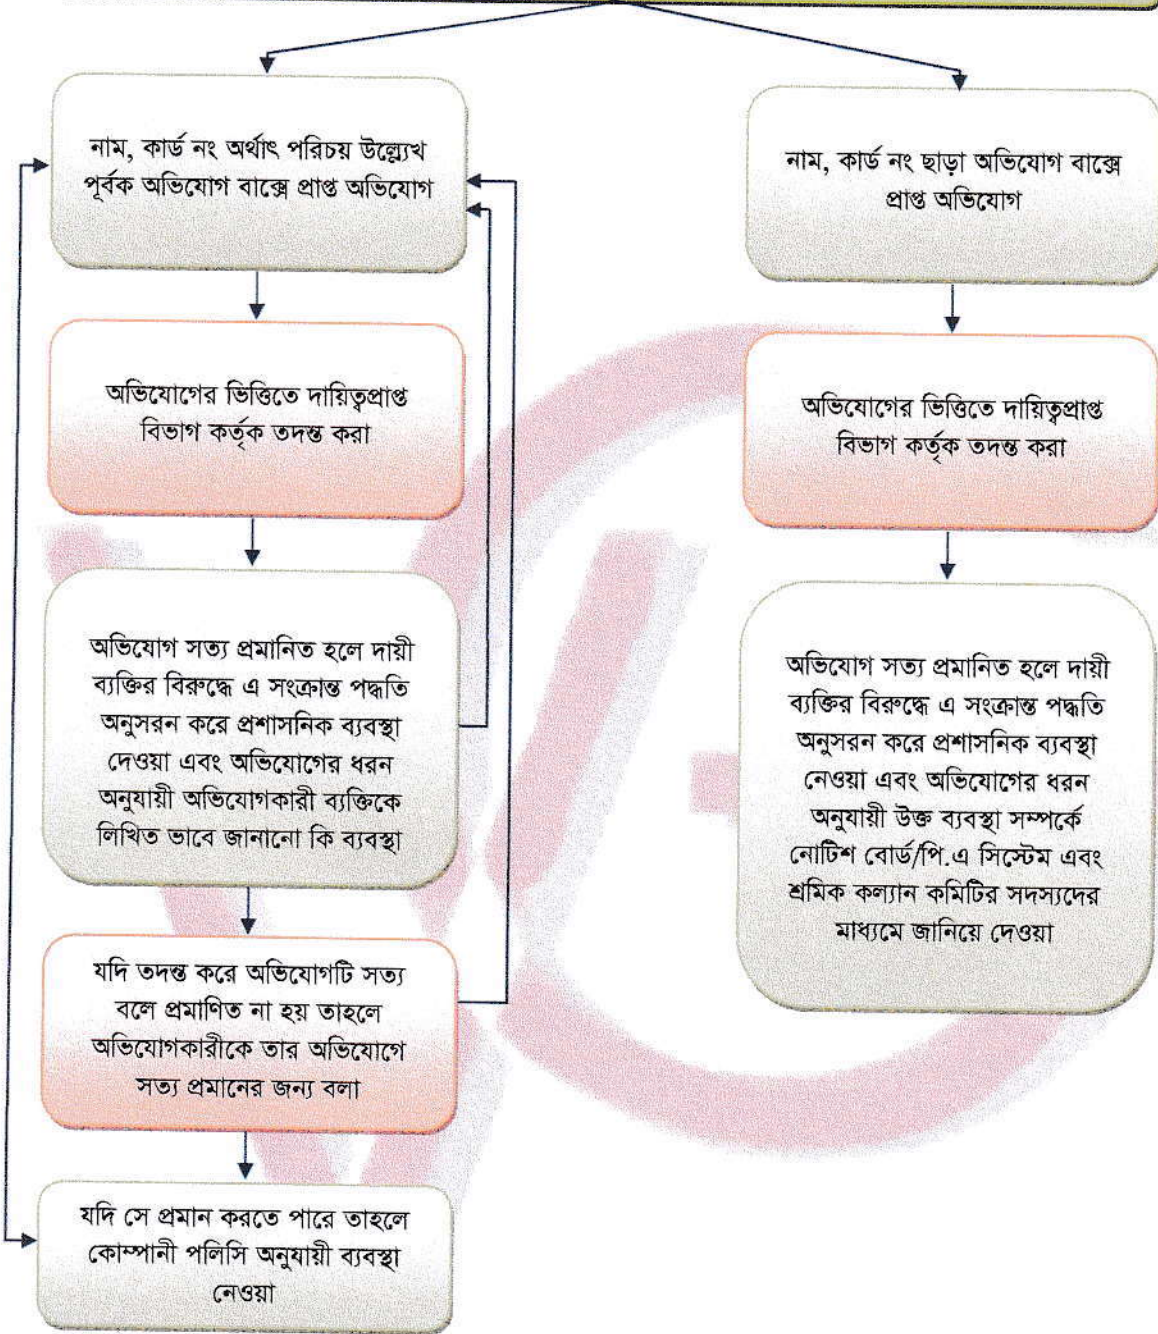 নাম, কার্ড নং অর্থাৎ পরিচয় উল্ল্যেখ
পূর্বক অভিযোগ বাক্সে প্রাপ্ত অভিযোগ
অভিযোগের ভিত্তিতে দায়িত্বপ্রাপ্ত
বিভাগ কর্তৃক তদন্ত করা
অভিযোগ সত্য প্রমানিত হলে দায়ী
ব্যক্তির বিরুদ্ধে এ সংক্রান্ত পদ্ধতি
অনুসরন করে প্রশাসনিক ব্যবস্থা
দেওয়া এবং অভিযোগের ধরন
অনুযায়ী অভিযোগকারী ব্যক্তিকে
লিখিত ভাবে জানানো কি ব্যবস্থা
যদি তদন্ত করে অভিযোগটি সত্য
বলে প্রমাণিত না হয় তাহলে
অভিযোগকারীকে তার অভিযোগে
সত্য প্রমানের জন্য বলা
যদি সে প্রমান করতে পারে তাহলে
কোম্পানী পলিসি অনুযায়ী ব্যবস্থা
নেওয়া
নাম, কার্ড নং ছাড়া অভিযোগ বাক্সে
প্রাপ্ত অভিযোগ
অভিযোগের ভিত্তিতে দায়িত্বপ্রাপ্ত
বিভাগ কর্তৃক তদন্ত করা
অভিযোগ সত্য প্রমানিত হলে দায়ী
ব্যক্তির বিরুদ্ধে এ সংক্রান্ত পদ্ধতি
অনুসরন করে প্রশাসনিক ব্যবস্থা
নেওয়া এবং অভিযোগের ধরন
অনুযায়ী উক্ত ব্যবস্থা সম্পর্কে
নোটিশ বোর্ড/পি.এ সিস্টেম এবং
শ্রমিক কল্যান কমিটির সদস্যদের
মাধ্যমে জানিয়ে দেওয়া